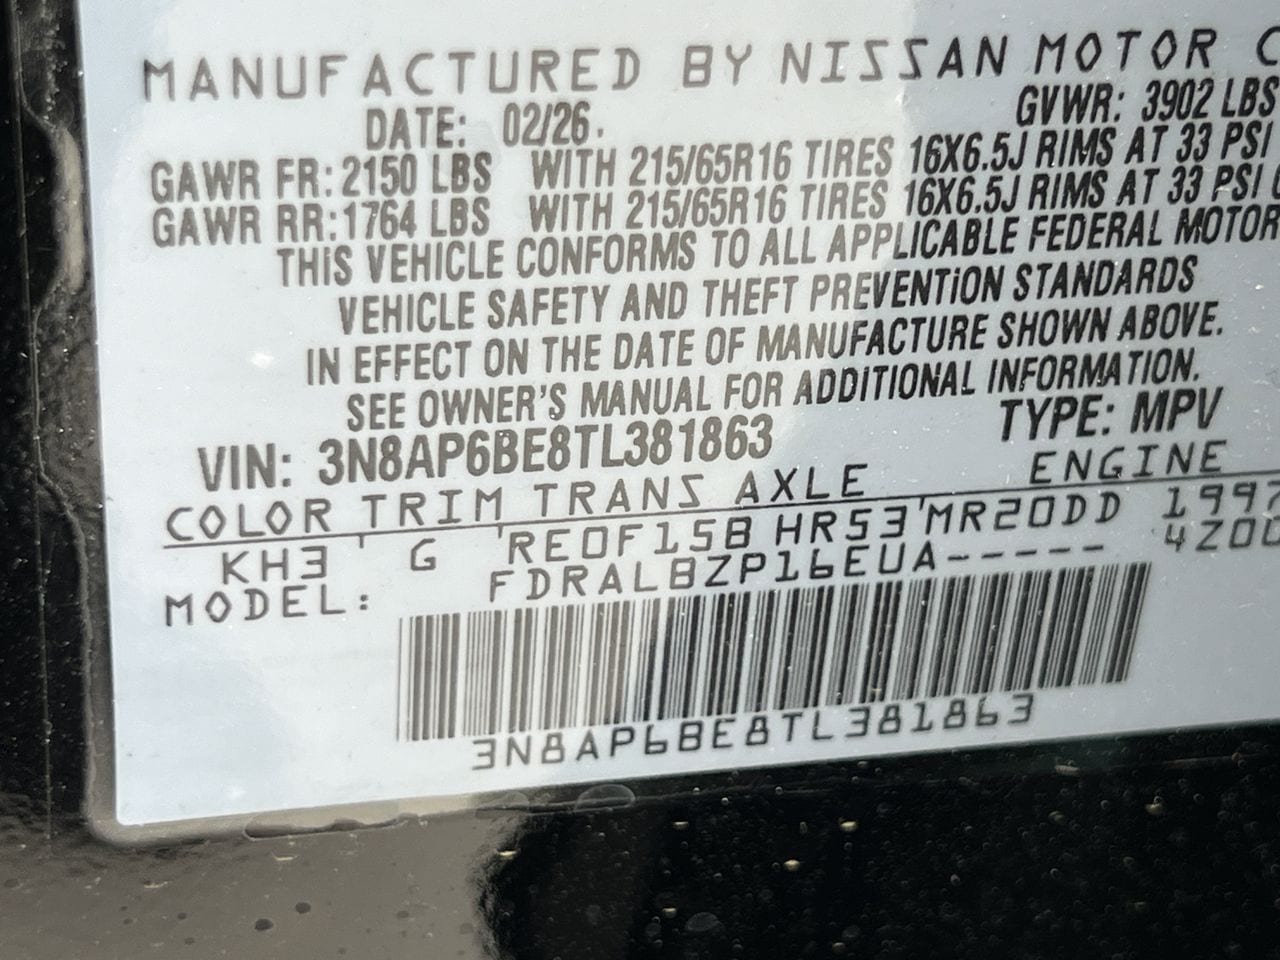 MANUFACTURED BY NISSAN MOTOR C
DATE: 02/26. GVWR: 3902 LBS
GAWR FR: 2150 LBS WITH 215/65R16 TIRES 16X6.5J RIMS AT 33 PSI
GAWR RR: 1764 LBS WITH 215/65R16 TIRES 16X6.5J RIMS AT 33 PSI
THIS VEHICLE CONFORMS TO ALL APPLICABLE FEDERAL MOTOR
VEHICLE SAFETY AND THEFT PREVENTION STANDARDS
IN EFFECT ON THE DATE OF MANUFACTURE SHOWN ABOVE.
SEE OWNER'S MANUAL FOR ADDITIONAL INFORMATION.
VIN: 3N8AP6BE8TL381863 TYPE: MPV
COLOR TRIM TRANS AXLE ENGINE
KH3 G RE0F15B HR53 MR20DD 1997
MODEL: FDRALBZP16EUA----- 4Z00
3N8AP6BE8TL381863